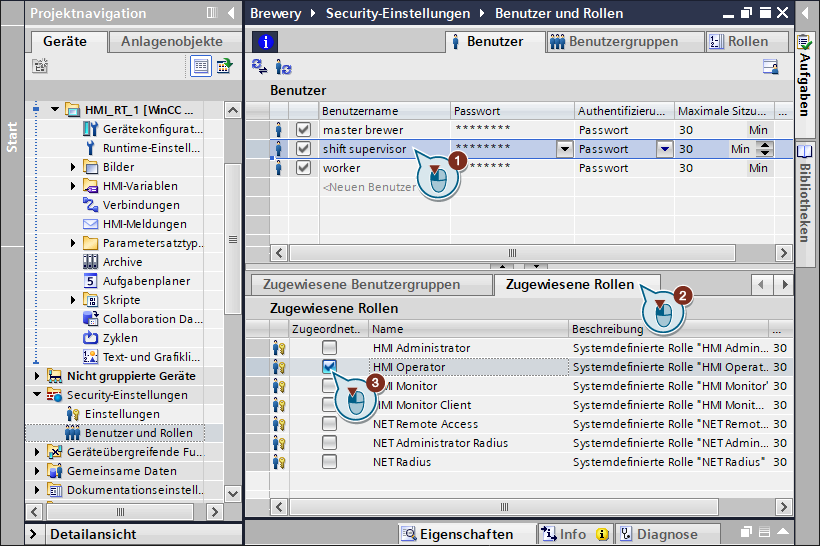 Projektnavigation
Brewery ▸ Security-Einstellungen ▸ Benutzer und Rollen
Geräte
Anlagenobjekte
Start
HMI_RT_1 [WinCC ...
Gerätekonfigurat..
Runtime-Einstell...
Bilder
HMI-Variablen
Verbindungen
HMI-Meldungen
Parametersatztyp..
Archive
Aufgabenplaner
Skripte
Collaboration Da...
Zyklen
Text- und Grafikli...
Nicht gruppierte Geräte
Security-Einstellungen
Einstellungen
Benutzer und Rollen
Geräteübergreifende Fu...
Gemeinsame Daten
Dokumentationseinstell...
Detailansicht
Benutzer
Benutzergruppen
Rollen
Benutzer
Benutzername Passwort Authentifizieru... Maximale Sitzu... ...
master brewer ******** Passwort 30 Min
shift supervisor ******** Passwort 30 Min
worker ******** Passwort 30 Min
<Neuen Benutzer
1
Zugewiesene Benutzergruppen
Zugewiesene Rollen
2
Zugewiesene Rollen
Zugeordnet.. Name Beschreibung ...
HMI Administrator Systemdefinierte Rolle "HMI Admin... 30
HMI Operator Systemdefinierte Rolle "HMI Operat.. 30
3
HMI Monitor Systemdefinierte Rolle "HMI Monitor" 30
HMI Monitor Client Systemdefinierte Rolle "HMI Monit... 30
NET Remote Access Systemdefinierte Rolle "NET Remot... 30
NET Administrator Radius Systemdefinierte Rolle "NET Admin... 30
NET Radius Systemdefinierte Rolle "NET Radius" 30
Eigenschaften
Info
Diagnose
Aufgaben
Bibliotheken